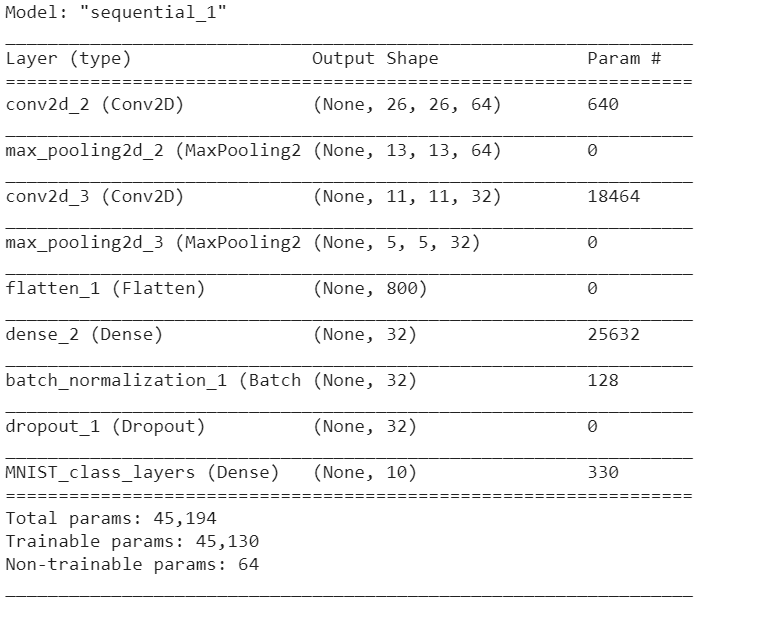 Model: "sequential_1"
_________________________________________________________________
Layer (type)                 Output Shape              Param #
=================================================================
conv2d_2 (Conv2D)            (None, 26, 26, 64)        640
_________________________________________________________________
max_pooling2d_2 (MaxPooling2 (None, 13, 13, 64)        0
_________________________________________________________________
conv2d_3 (Conv2D)            (None, 11, 11, 32)        18464
_________________________________________________________________
max_pooling2d_3 (MaxPooling2 (None, 5, 5, 32)          0
_________________________________________________________________
flatten_1 (Flatten)          (None, 800)               0
_________________________________________________________________
dense_2 (Dense)              (None, 32)                25632
_________________________________________________________________
batch_normalization_1 (Batch (None, 32)                128
_________________________________________________________________
dropout_1 (Dropout)          (None, 32)                0
_________________________________________________________________
MNIST_class_layers (Dense)   (None, 10)                330
=================================================================
Total params: 45,194
Trainable params: 45,130
Non-trainable params: 64
_________________________________________________________________